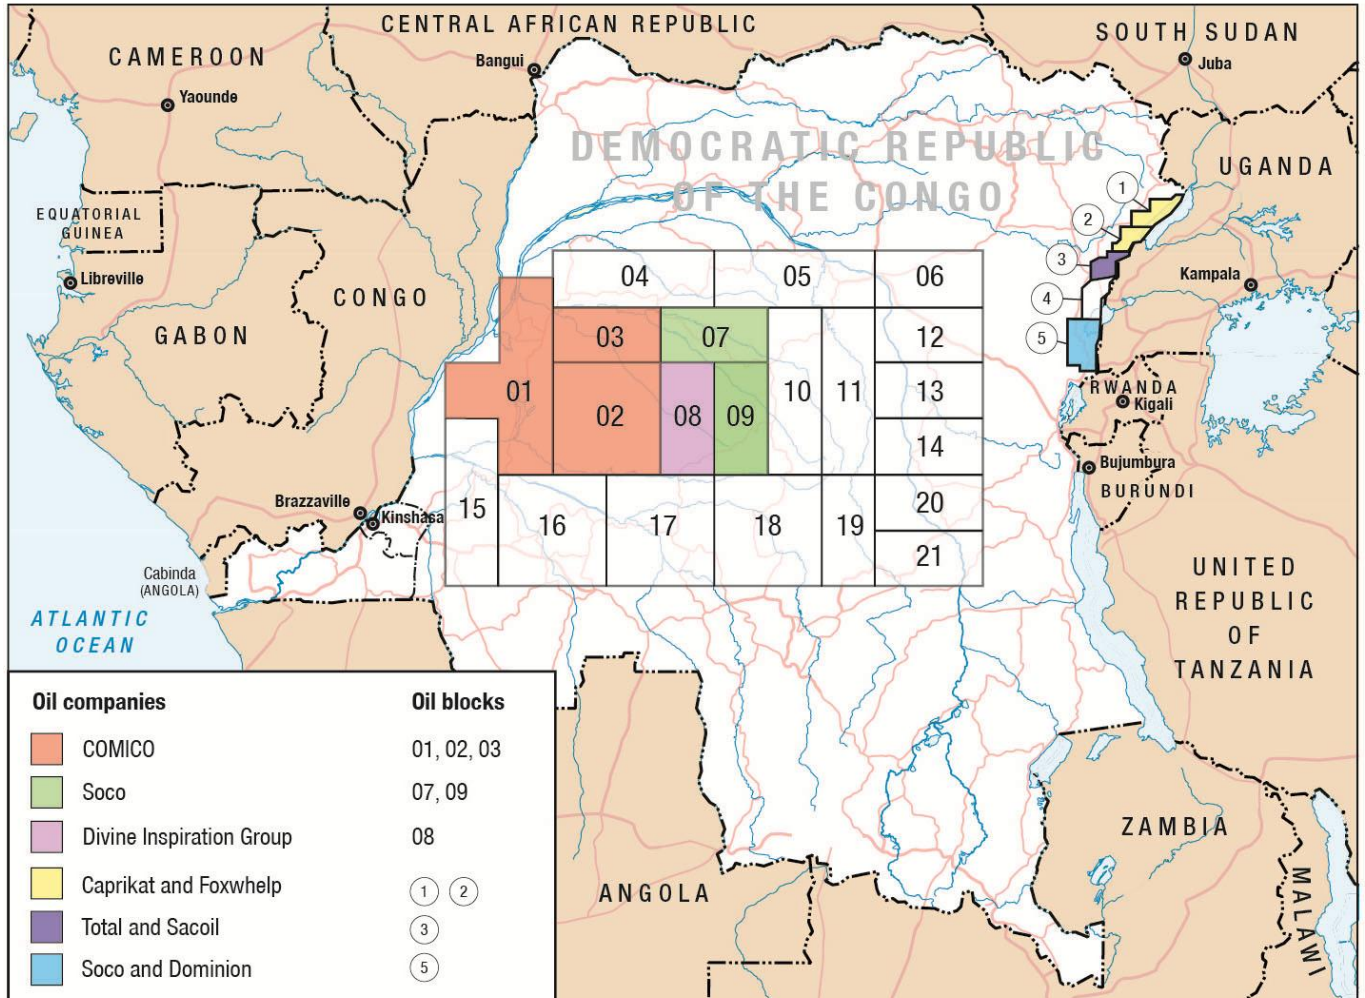 CENTRAL AFRICAN REPUBLIC
SOUTH SUDAN
CAMEROON
Bangui
Juba
Yaounde
DEMOCRATIC REPUBLIC
OF THE CONGO
UGANDA
EQUATORIAL
GUINEA
1
2
3
4
5
Libreville
CONGO
Kampala
GABON
04
05
06
03
07
12
01
02
08
09
10
11
13
14
RWANDA
Kigali
Bujumbura
BURUNDI
Brazzaville
Kinshasa
15
16
17
18
19
20
21
Cabinda
(ANGOLA)
ATLANTIC
OCEAN
UNITED
REPUBLIC
OF
TANZANIA
ZAMBIA
MALAWI
ANGOLA
Oil companies Oil blocks
COMICO 01, 02, 03
Soco 07, 09
Divine Inspiration Group 08
Caprikat and Foxwhelp 1 2
Total and Sacoil 3
Soco and Dominion 5